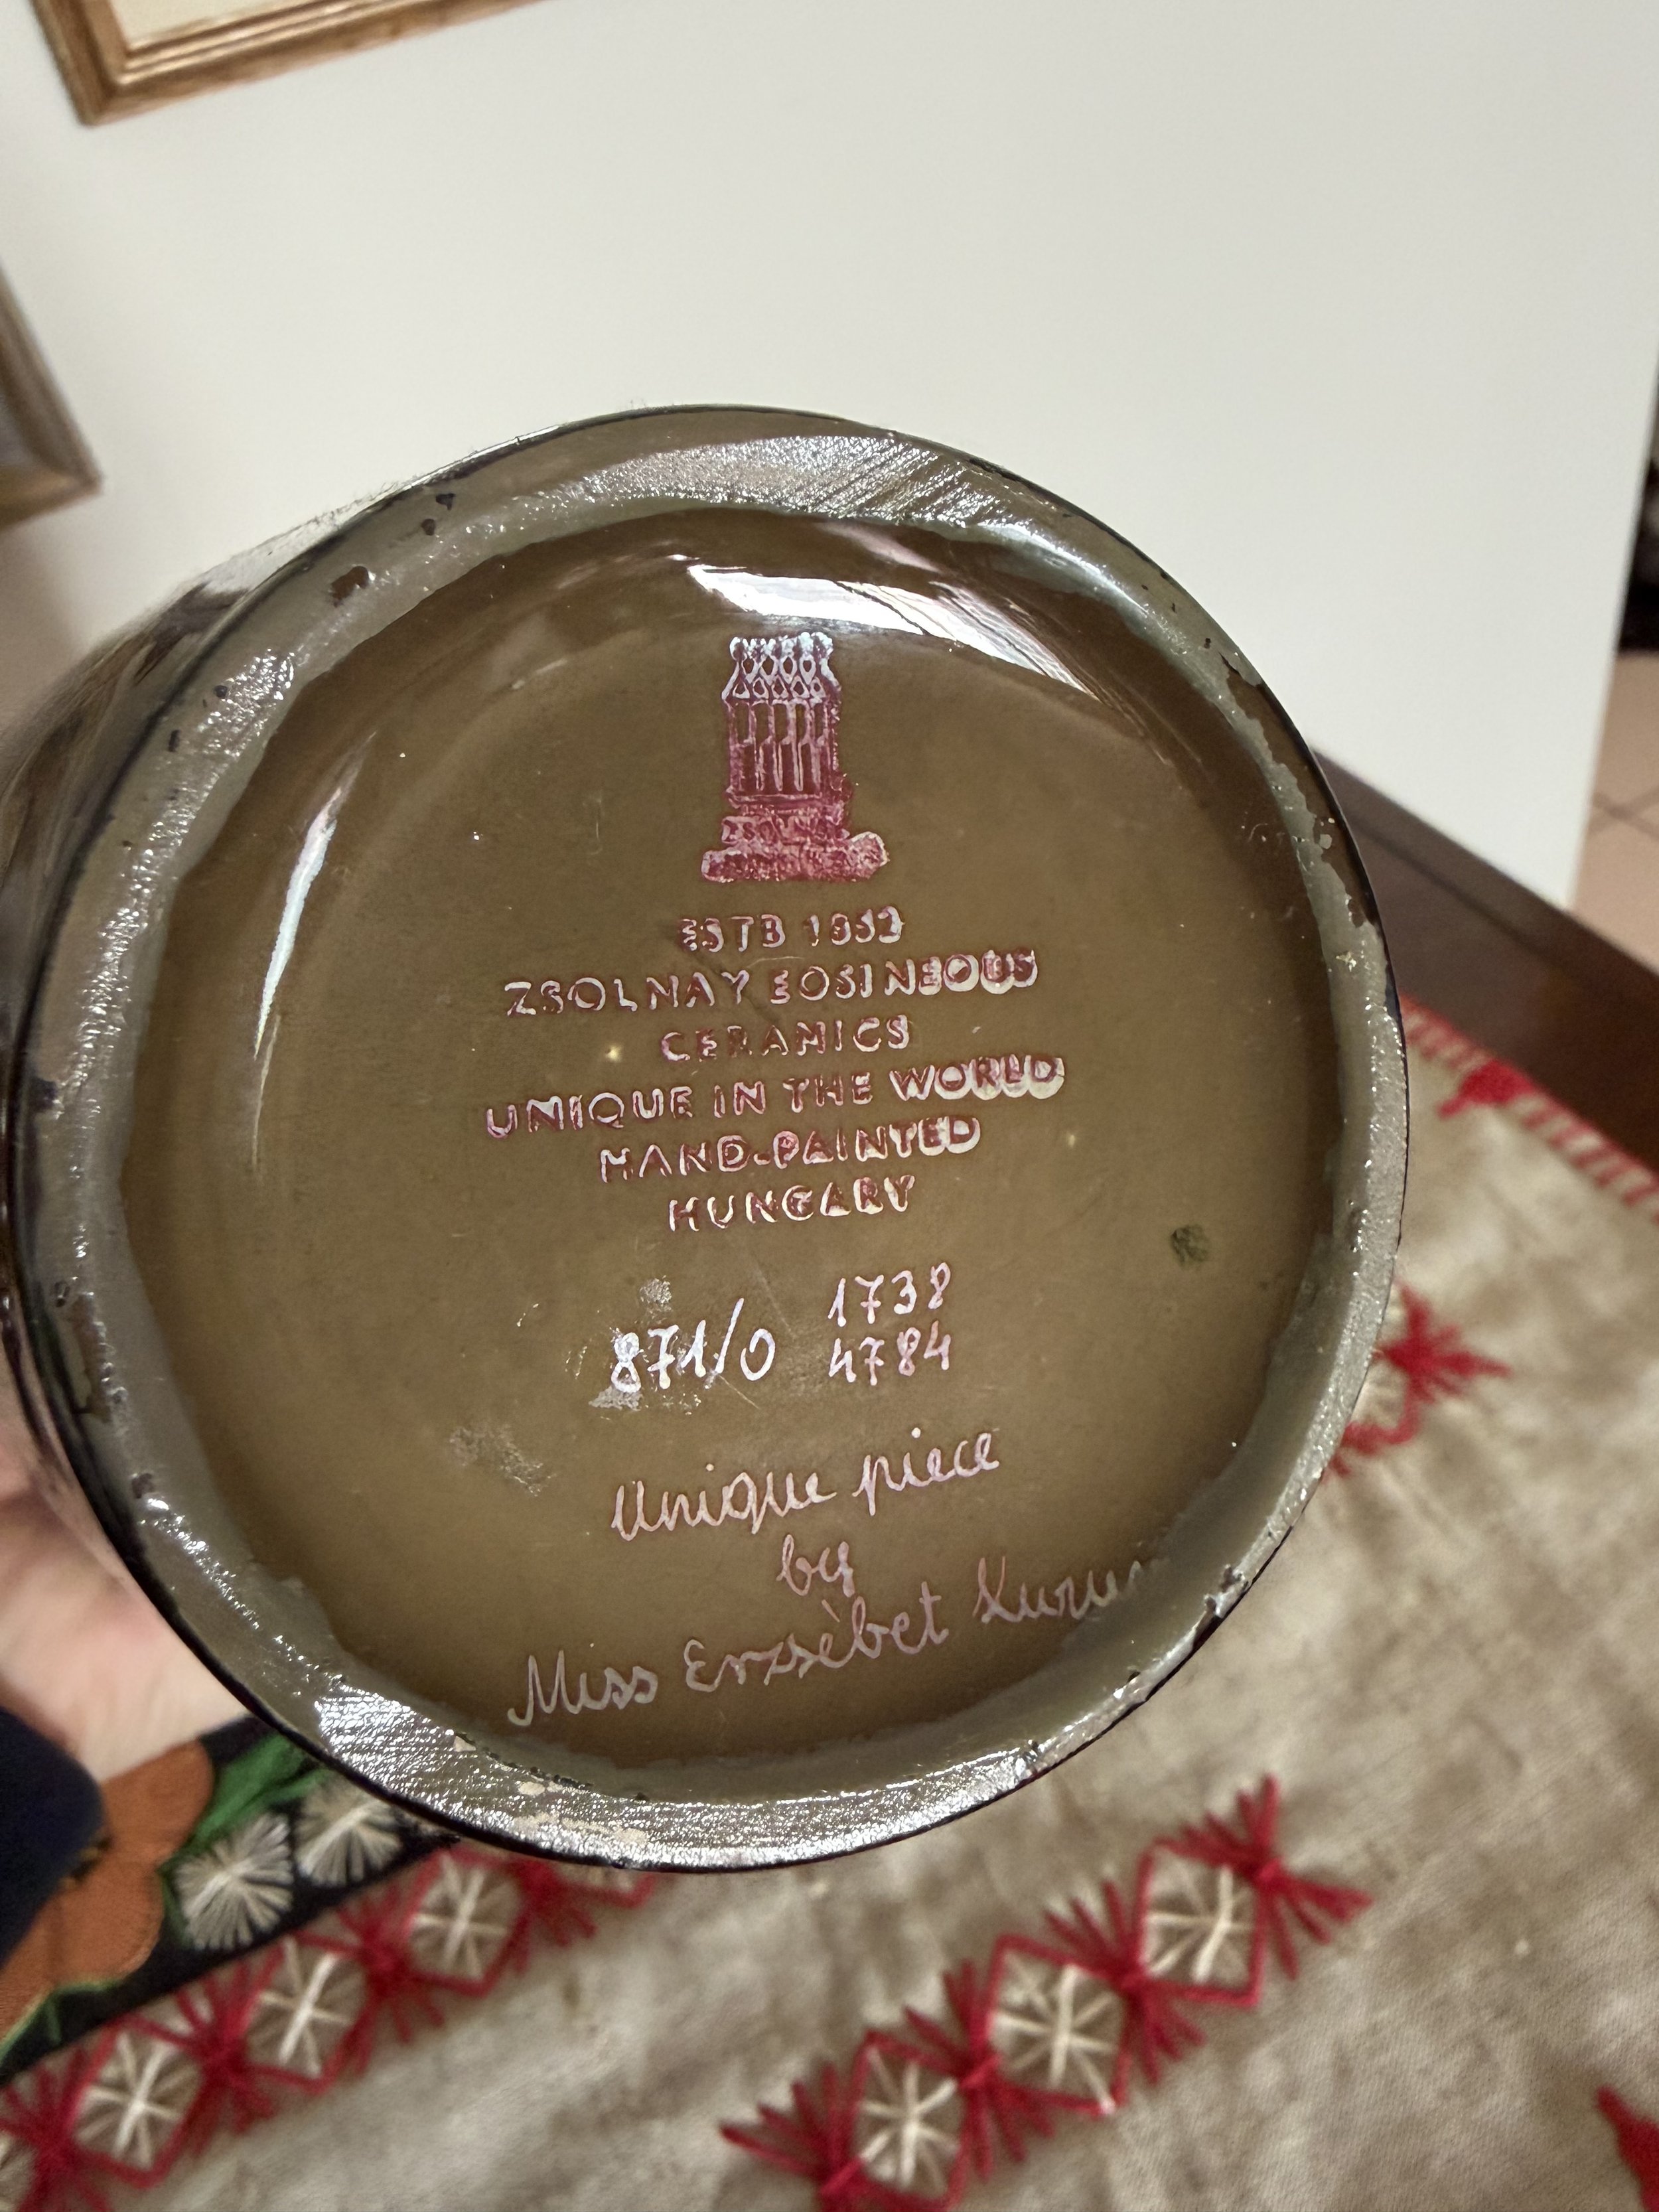 ZSOLNAY
ESTB 1853
ZSOLNAY EOSINEOUS
CERAMICS
UNIQUE IN THE WORLD
HAND-PAINTED
HUNGARY
871/0
1738
4784
Unique piece
by
Miss Erzsèbet